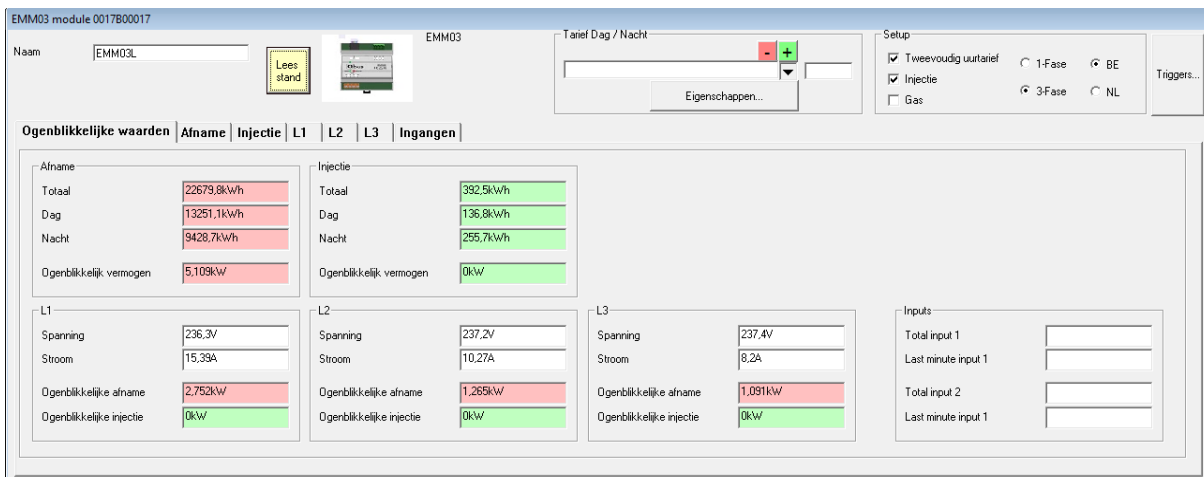 EMM03 module 0017B00017
Naam
EMM03L
Lees
stand
EMM03
Tarief Dag / Nacht
-
+
Eigenschappen...
Setup
Tweevoudig uurtarief
Injectie
Gas
1-Fase
3-Fase
BE
NL
Triggers...
Ogenblikkelijke waarden
Afname
Injectie
L1
L2
L3
Ingangen
Afname
Totaal
22679,8kWh
Dag
13251,1kWh
Nacht
9428,7kWh
Ogenblikkelijk vermogen
5,109kW
Injectie
Totaal
392,5kWh
Dag
136,8kWh
Nacht
255,7kWh
Ogenblikkelijk vermogen
0kW
L1
Spanning
236,3V
Stroom
15,39A
Ogenblikkelijke afname
2,752kW
Ogenblikkelijke injectie
0kW
L2
Spanning
237,2V
Stroom
10,27A
Ogenblikkelijke afname
1,265kW
Ogenblikkelijke injectie
0kW
L3
Spanning
237,4V
Stroom
8,2A
Ogenblikkelijke afname
1,091kW
Ogenblikkelijke injectie
0kW
Inputs
Total input 1
Last minute input 1
Total input 2
Last minute input 1